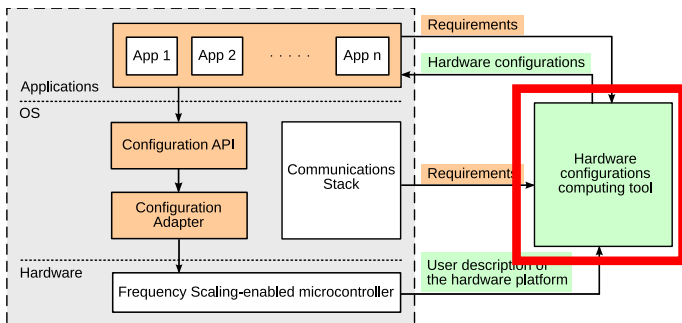 App 1
App 2
. . . . .
App n
Applications
OS
Configuration API
Configuration
Adapter
Communications
Stack
Hardware
Frequency Scaling-enabled microcontroller
Requirements
Hardware configurations
Requirements
User description of
the hardware platform
Hardware
configurations
computing tool